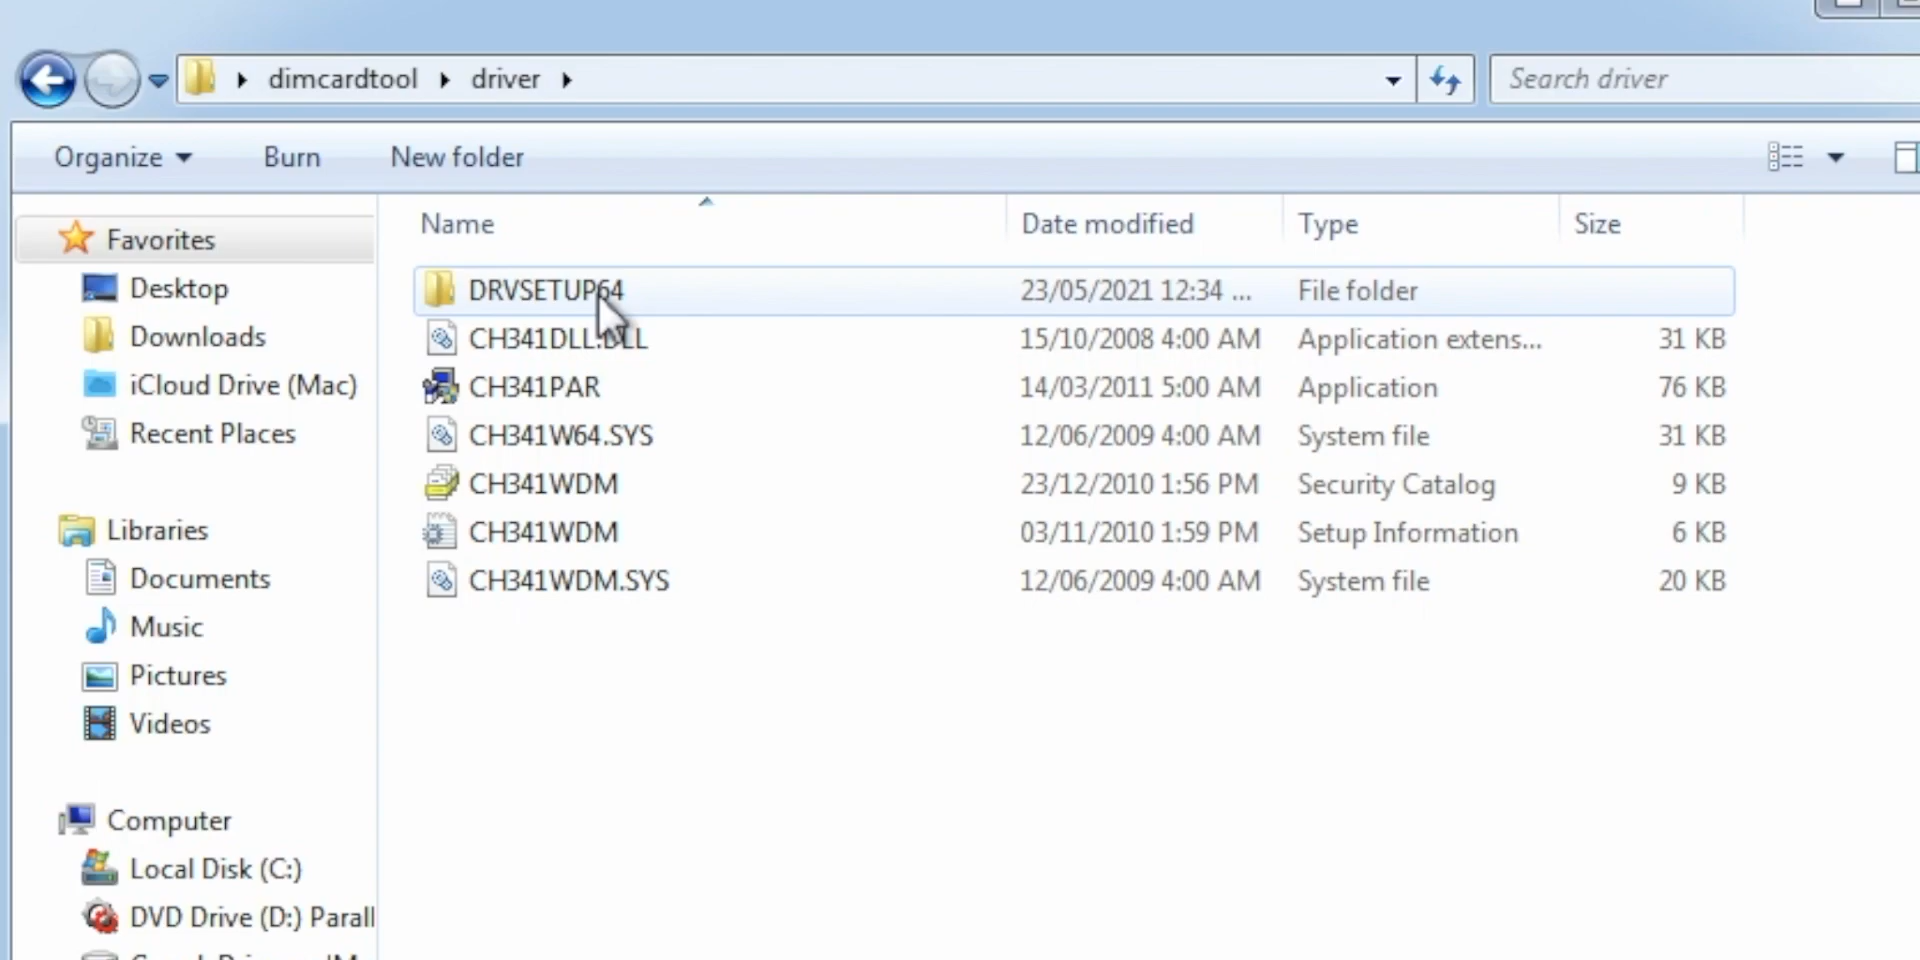 dimcardtool driver
Search driver
Organize Burn New folder
Name Date modified Type Size
Favorites
Desktop
Downloads
iCloud Drive (Mac)
Recent Places
Libraries
Documents
Music
Pictures
Videos
Computer
Local Disk (C:)
DVD Drive (D:) Parall
DRVSETUP64 23/05/2021 12:34 ... File folder
CH341DLL.DLL 15/10/2008 4:00 AM Application extens... 31 KB
CH341PAR 14/03/2011 5:00 AM Application 76 KB
CH341W64.SYS 12/06/2009 4:00 AM System file 31 KB
CH341WDM 23/12/2010 1:56 PM Security Catalog 9 KB
CH341WDM 03/11/2010 1:59 PM Setup Information 6 KB
CH341WDM.SYS 12/06/2009 4:00 AM System file 20 KB